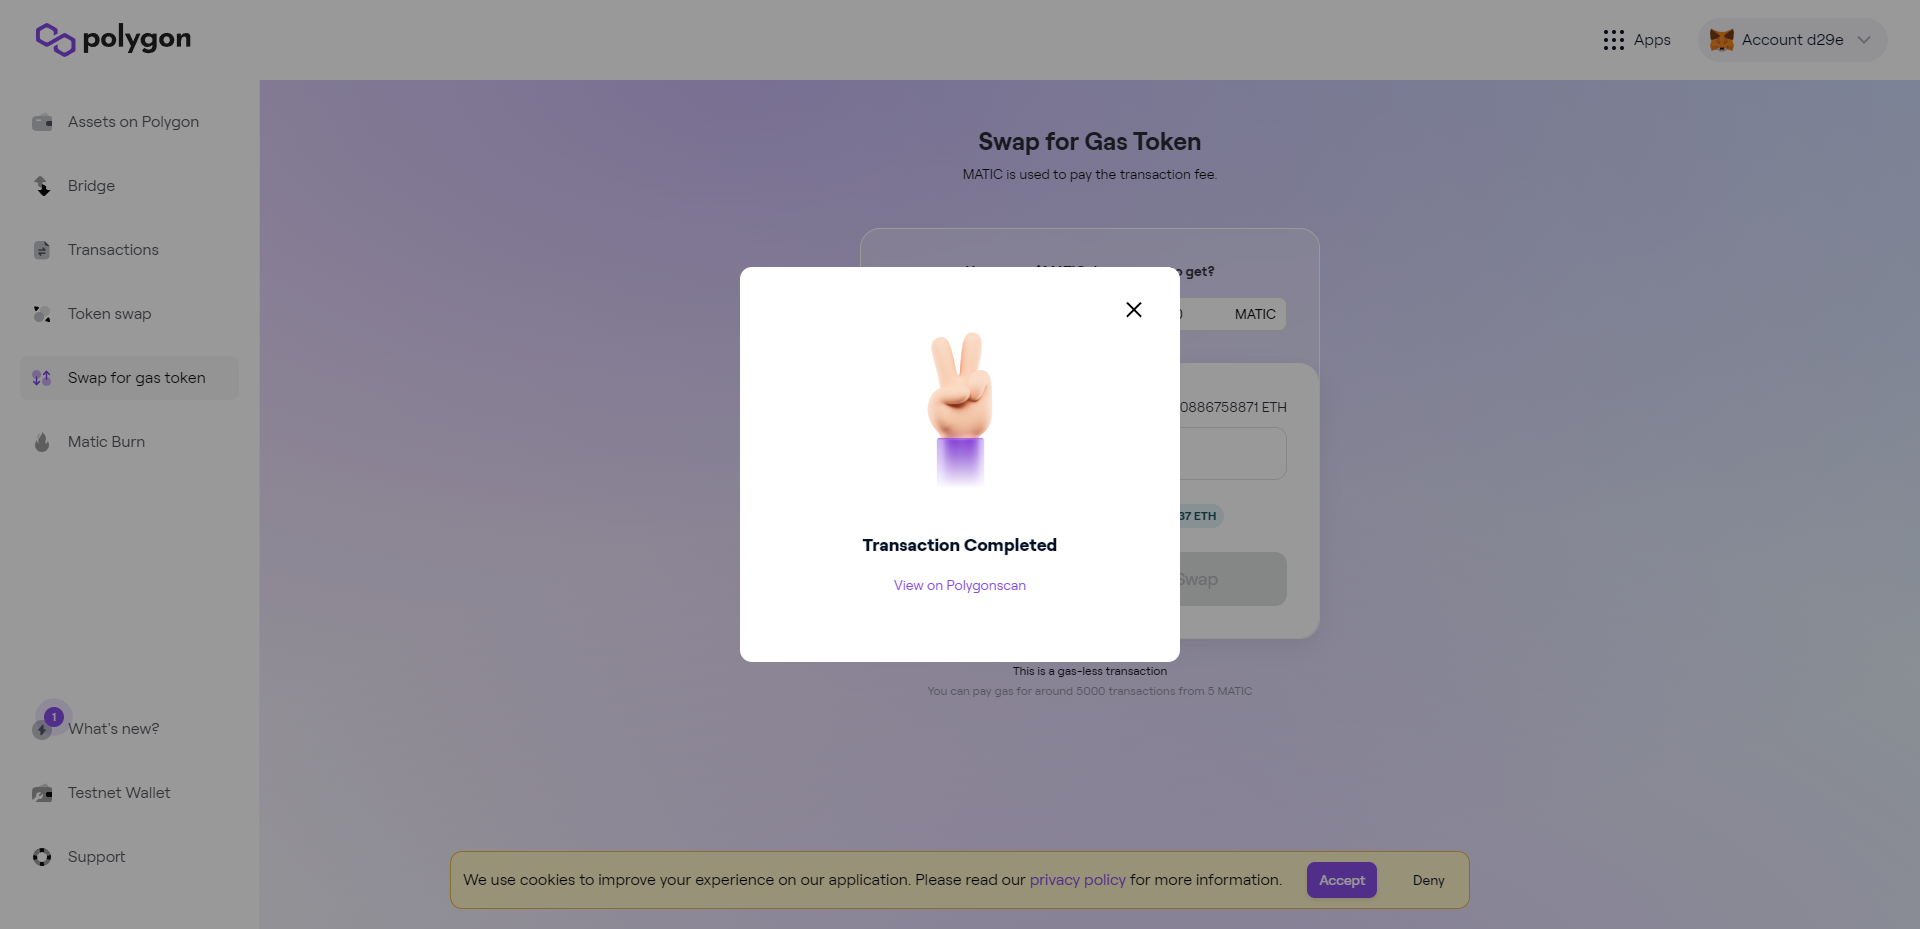 polygon
Apps
Account d29e
Assets on Polygon
Bridge
Transactions
Token swap
Swap for gas token
Matic Burn
What's new?
1
Testnet Wallet
Support
Swap for Gas Token
MATIC is used to pay the transaction fee.
get?
MATIC
0886758871 ETH
37 ETH
Swap
Transaction Completed
View on Polygonscan
This is a gas-less transaction
You can pay gas for around 5000 transactions from 5 MATIC
We use cookies to improve your experience on our application. Please read our privacy policy for more information.
Accept
Deny